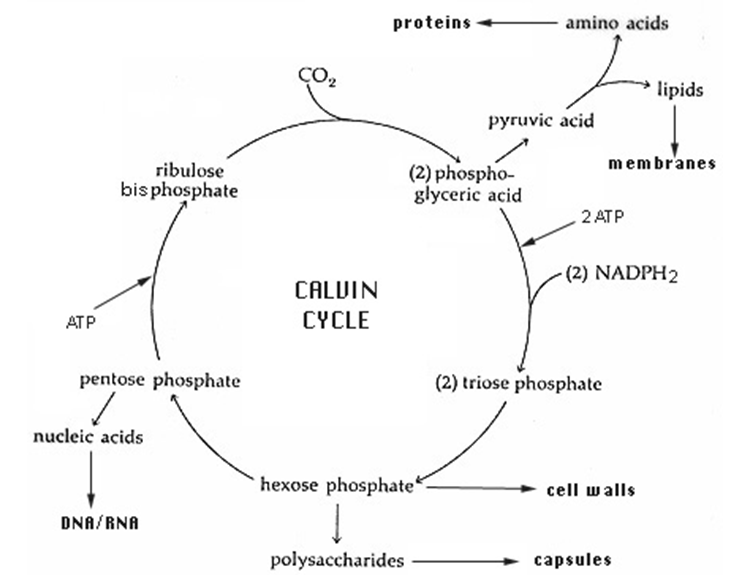 proteins
amino acids
CO₂
lipids
pyruvic acid
membranes
ribulose
bisphosphate
(2) phospho-
glyceric acid
2 ATP
(2) NADPH₂
CALVIN
CYCLE
ATP
pentose phosphate
(2) triose phosphate
nucleic acids
hexose phosphate
cell walls
DNA/RNA
polysaccharides
capsules